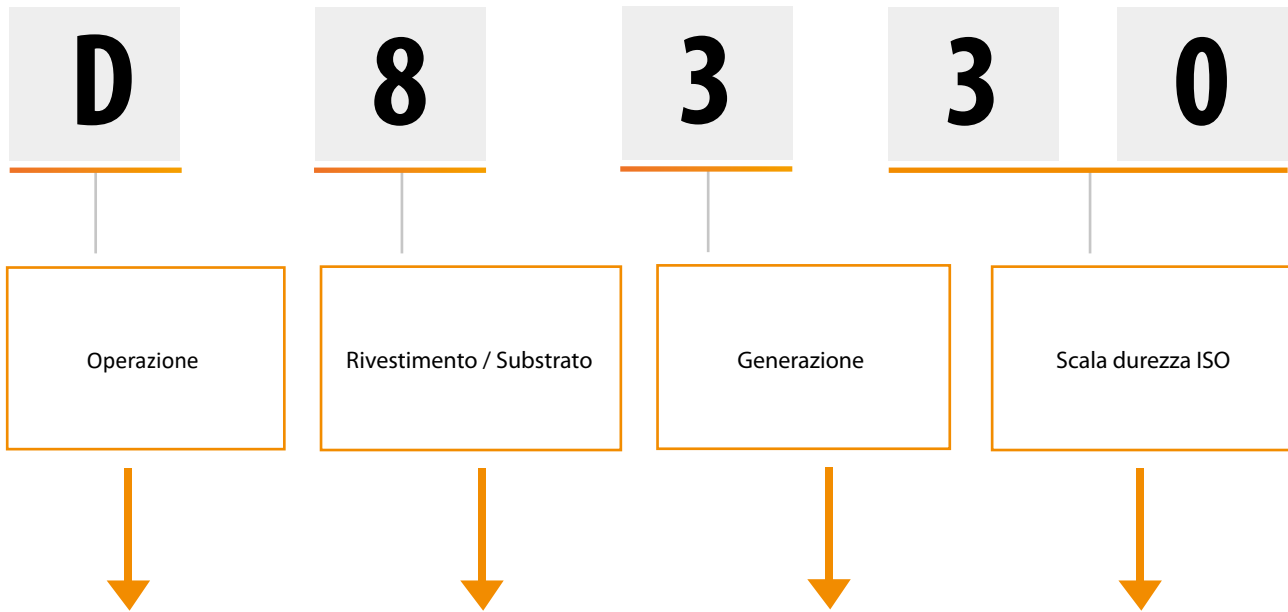 D 8 3 3 0
Operazione
Rivestimento / Substrato
Generazione
Scala durezza ISO